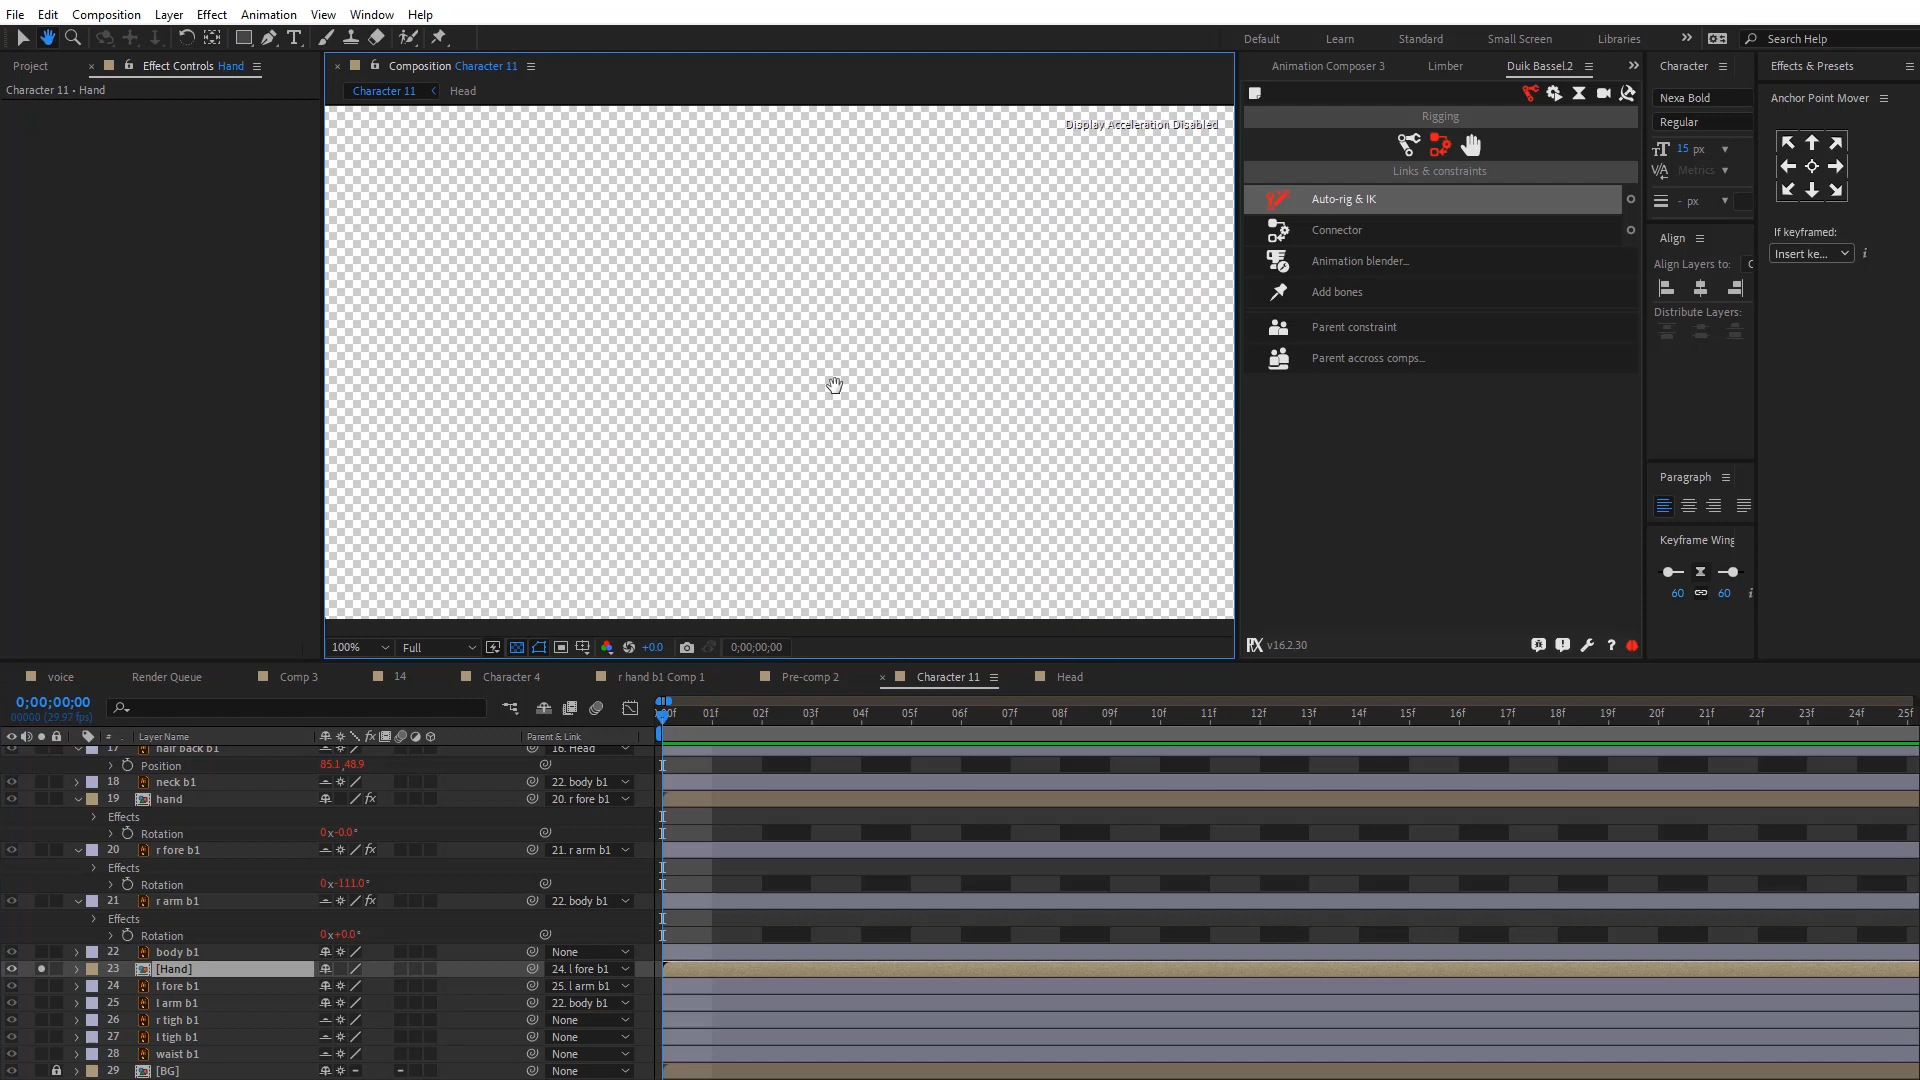 File Edit Composition Layer Effect Animation View Window Help
Default Learn Standard Small Screen Libraries Search Help
Project Effect Controls Hand
Character 11 • Hand
Composition Character 11
Character 11 Head
Display Acceleration Disabled
Animation Composer 3 Limber Duik Bassel.2
Rigging
Links & constraints
Auto-rig & IK
Connector
Animation blender...
Add bones
Parent constraint
Parent accross comps...
v16.2.30
Character
Nexa Bold
Regular
15 px
Metrics
- px
Align
Align Layers to:
Distribute Layers:
Paragraph
Keyframe Wing
60 60
Effects & Presets
Anchor Point Mover
If keyframed:
Insert ke...
100% Full +0.0 0;00;00;00
voice Render Queue Comp 3 14 Character 4 r hand b1 Comp 1 Pre-comp 2 Character 11 Head
0;00;00;00
00000 (29.97 fps)
:00f 01f 02f 03f 04f 05f 06f 07f 08f 09f 10f 11f 12f 13f 14f 15f 16f 17f 18f 19f 20f 21f 22f 23f 24f 25f
# Layer Name Parent & Link
17 hair back b1 16. Head
Position 85.1,48.9
18 neck b1 22. body b1
19 hand 20. r fore b1
Effects
Rotation 0x-0.0°
20 r fore b1 21. r arm b1
Effects
Rotation 0x-111.0°
21 r arm b1 22. body b1
Effects
Rotation 0x+0.0°
22 body b1 None
23 [Hand] 24. l fore b1
24 l fore b1 25. l arm b1
25 l arm b1 22. body b1
26 r tigh b1 None
27 l tigh b1 None
28 waist b1 None
29 [BG] None